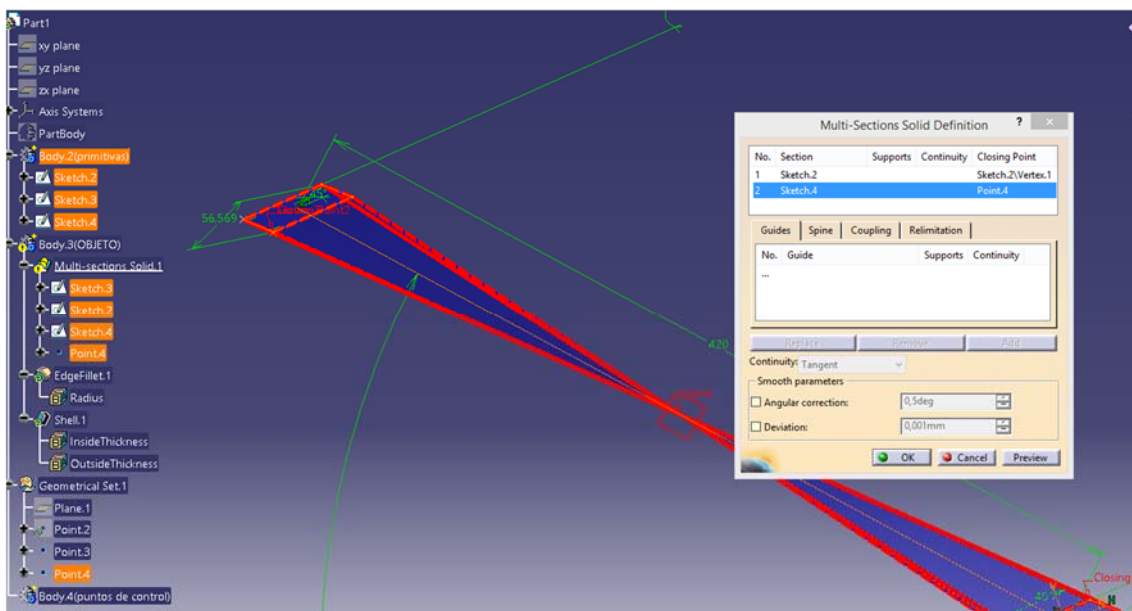 Part1
xy plane
yz plane
zx plane
Axis Systems
PartBody
Body.2(primitivas)
Sketch.2
Sketch.3
Sketch.4
Body.3(OBJETO)
Multi-sections Solid.1
Sketch.3
Sketch.2
Sketch.4
Point.4
EdgeFillet.1
Radius
Shell.1
InsideThickness
OutsideThickness
Geometrical Set.1
Plane.1
Point.2
Point.3
Point.4
Body.4(puntos de control)
56,569
420
Closing
H
Multi-Sections Solid Definition ?
No. Section Supports Continuity Closing Point
1 Sketch.2 Sketch.2\Vertex.1
2 Sketch.4 Point.4
Guides Spine Coupling Relimitation
No. Guide Supports Continuity
...
Replace Remove Add
Continuity: Tangent
Smooth parameters
Angular correction: 0,5deg
Deviation: 0,001mm
OK Cancel Preview